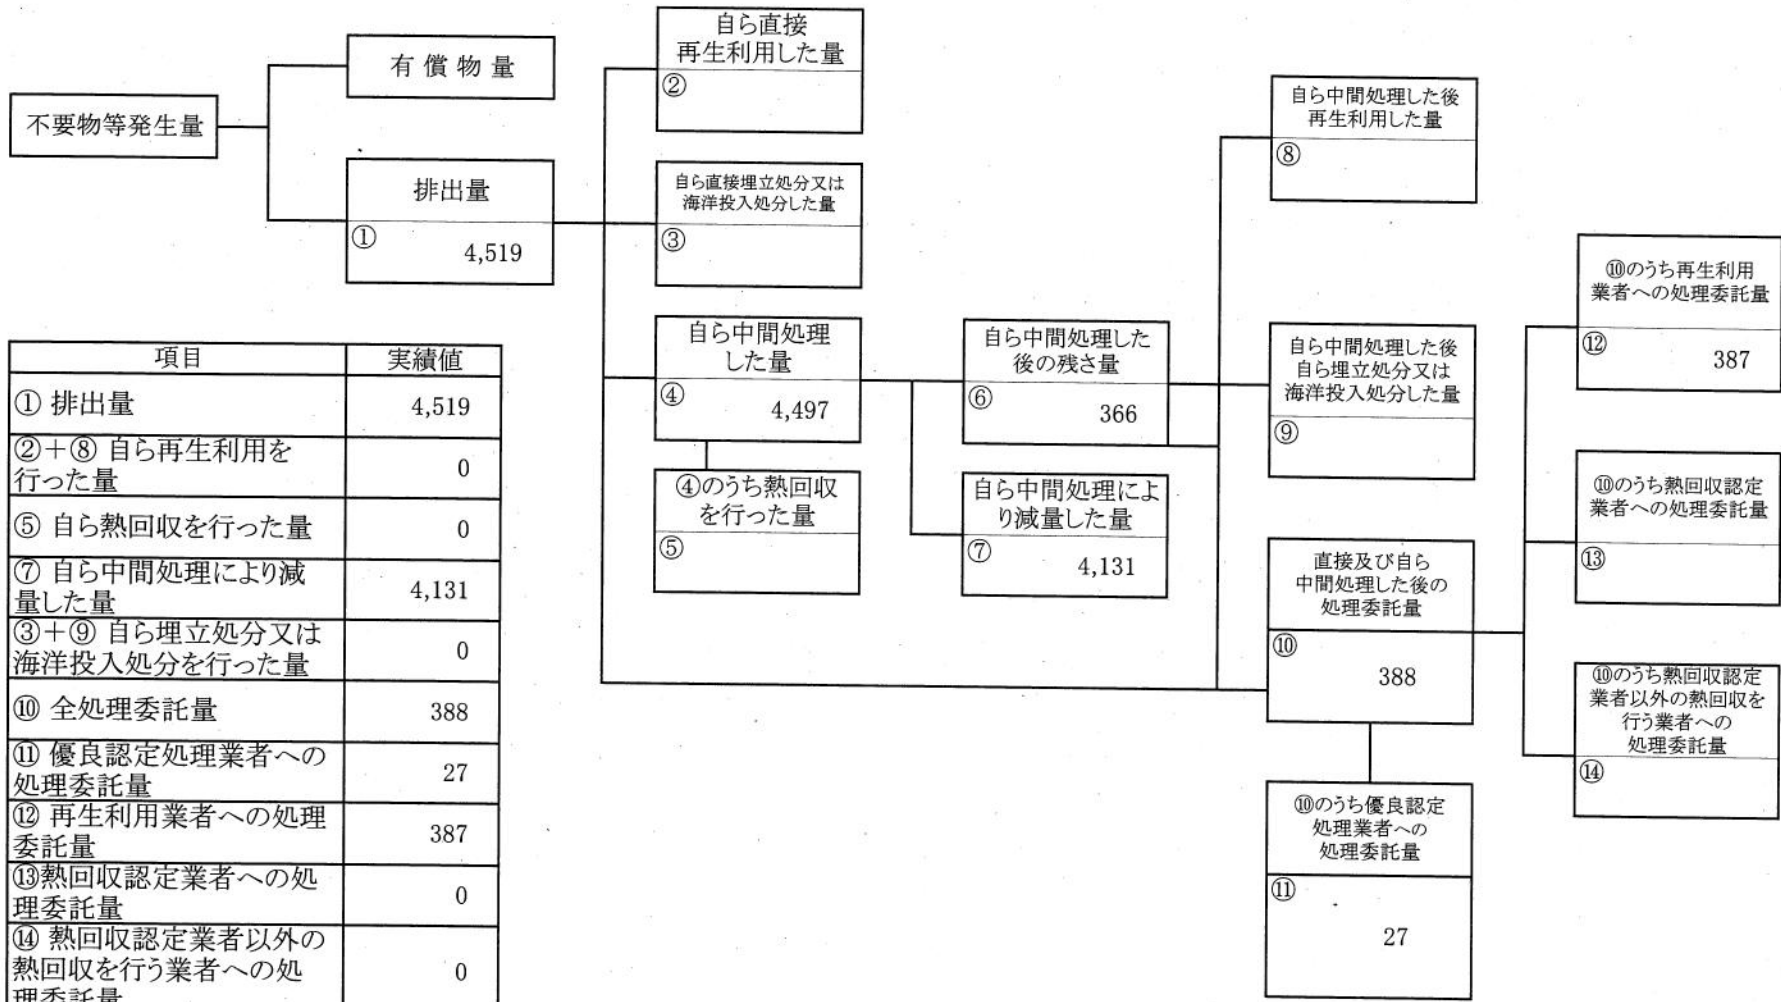 不要物等発生量
有償物量
排出量
①
4,519
自ら直接
再生利用した量
②
自ら直接埋立処分又は
海洋投入処分した量
③
自ら中間処理
した量
④
4,497
④のうち熱回収
を行った量
⑤
自ら中間処理した
後の残さ量
⑥
366
自ら中間処理によ
り減量した量
⑦
4,131
自ら中間処理した後
再生利用した量
⑧
自ら中間処理した後
自ら埋立処分又は
海洋投入処分した量
⑨
直接及び自ら
中間処理した後の
処理委託量
⑩
388
⑩のうち優良認定
処理業者への
処理委託量
⑪
27
⑩のうち再生利用
業者への処理委託量
⑫
387
⑩のうち熱回収認定
業者への処理委託量
⑬
⑩のうち熱回収認定
業者以外の熱回収を
行う業者への
処理委託量
⑭
項目 実績値
① 排出量 4,519
②+⑧ 自ら再生利用を
行った量 0
⑤ 自ら熱回収を行った量 0
⑦ 自ら中間処理により減
量した量 4,131
③+⑨ 自ら埋立処分又は
海洋投入処分を行った量 0
⑩ 全処理委託量 388
⑪ 優良認定処理業者への
処理委託量 27
⑫ 再生利用業者への処理
委託量 387
⑬熱回収認定業者への処
理委託量 0
⑭ 熱回収認定業者以外の
熱回収を行う業者への処 0
理委託量